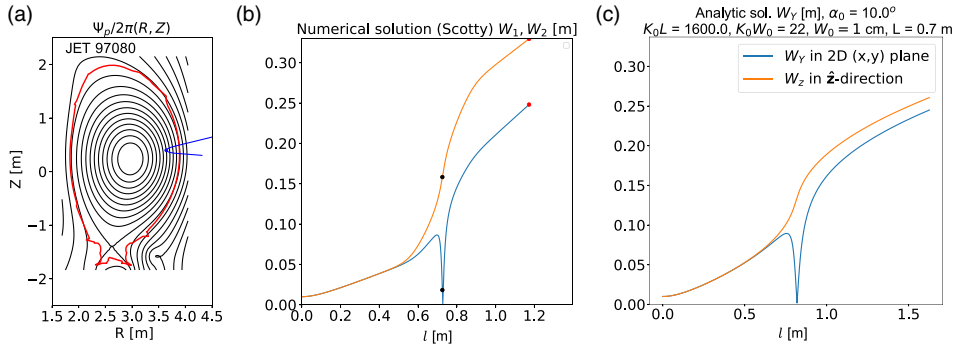 (a)
Ψₚ/2π(R, Z)
JET 97080
2
1
0
−1
−2
Z [m]
1.5 2.0 2.5 3.0 3.5 4.0 4.5
R [m]
(b)
Numerical solution (Scotty) W₁, W₂ [m]
0.30
0.25
0.20
0.15
0.10
0.05
0.00
0.0 0.2 0.4 0.6 0.8 1.0 1.2
l [m]
(c)
Analytic sol. W_Y [m], α₀ = 10.0°
K₀L = 1600.0, K₀W₀ = 22, W₀ = 1 cm, L = 0.7 m
W_Y in 2D (x,y) plane
W_z in ẑ-direction
0.30
0.25
0.20
0.15
0.10
0.05
0.00
0.0 0.5 1.0 1.5
l [m]